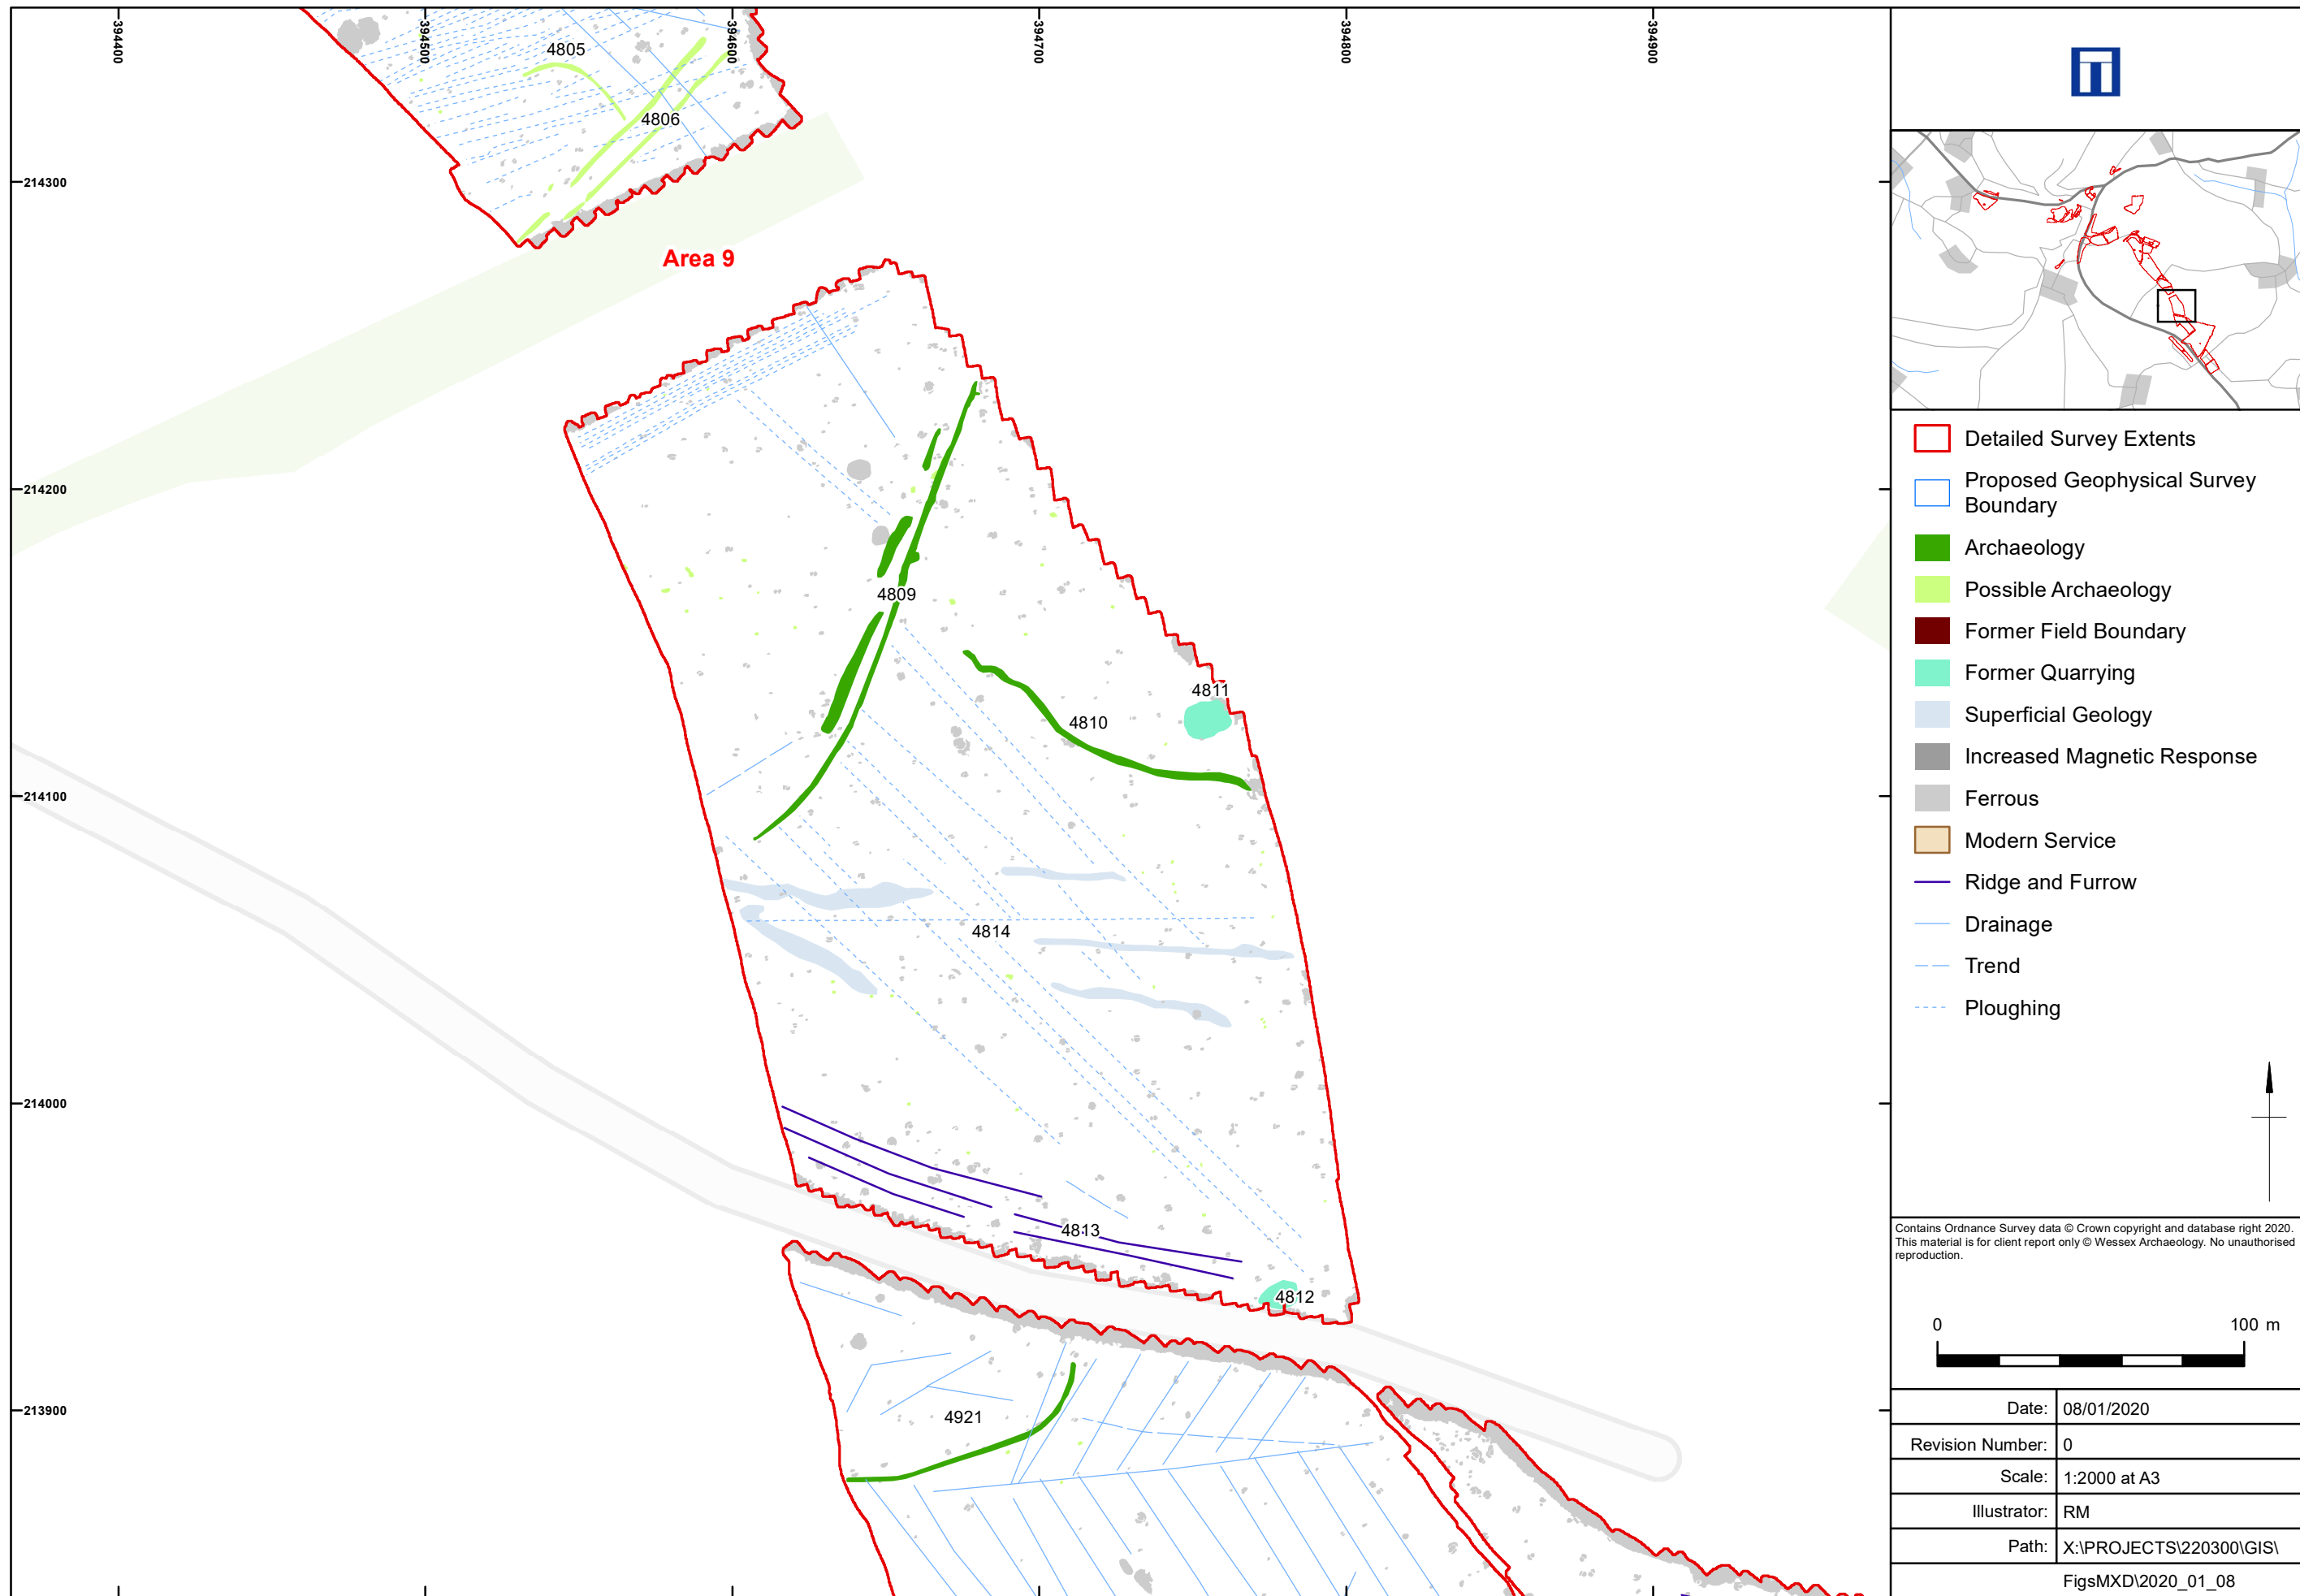 394400
394500
394600
394700
394800
394900
4805
4806
214300
Area 9
214200
4809
4811
4810
214100
4814
214000
4813
4812
213900
4921
Detailed Survey Extents
Proposed Geophysical Survey
Boundary
Archaeology
Possible Archaeology
Former Field Boundary
Former Quarrying
Superficial Geology
Increased Magnetic Response
Ferrous
Modern Service
Ridge and Furrow
Drainage
Trend
Ploughing
Contains Ordnance Survey data © Crown copyright and database right 2020.
This material is for client report only © Wessex Archaeology. No unauthorised
reproduction.
0 100 m
Date: 08/01/2020
Revision Number: 0
Scale: 1:2000 at A3
Illustrator: RM
Path: X:\PROJECTS\220300\GIS\
FigsMXD\2020_01_08